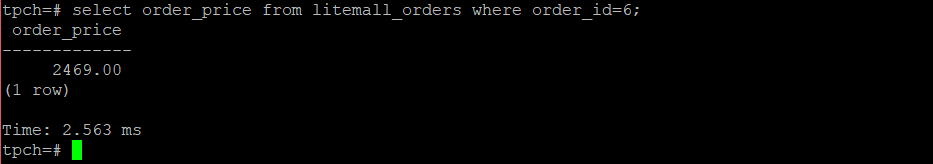 tpch=# select order_price from litemall_orders where order_id=6;
 order_price
-------------
     2469.00
(1 row)

Time: 2.563 ms
tpch=#